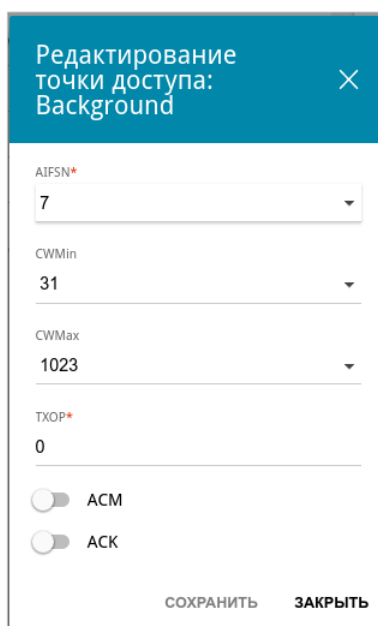 Редактирование
точки доступа:
Background
AIFSN*
7
CWMin
31
CWMax
1023
TXOP*
0
ACM
ACK
СОХРАНИТЬ ЗАКРЫТЬ